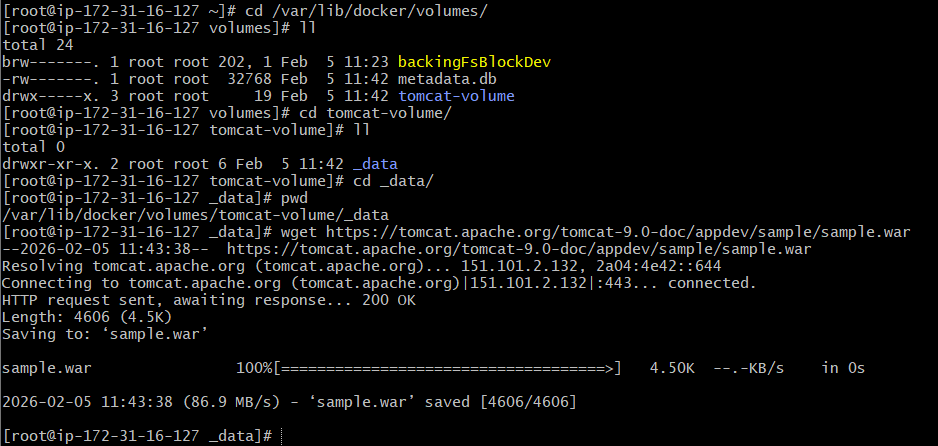 [root@ip-172-31-16-127 ~]# cd /var/lib/docker/volumes/
[root@ip-172-31-16-127 volumes]# ll
total 24
brw-------. 1 root root 202, 1 Feb  5 11:23 backingFsBlockDev
-rw-------. 1 root root  32768 Feb  5 11:42 metadata.db
drwx-----x. 3 root root     19 Feb  5 11:42 tomcat-volume
[root@ip-172-31-16-127 volumes]# cd tomcat-volume/
[root@ip-172-31-16-127 tomcat-volume]# ll
total 0
drwxr-xr-x. 2 root root 6 Feb  5 11:42 _data
[root@ip-172-31-16-127 tomcat-volume]# cd _data/
[root@ip-172-31-16-127 _data]# pwd
/var/lib/docker/volumes/tomcat-volume/_data
[root@ip-172-31-16-127 _data]# wget https://tomcat.apache.org/tomcat-9.0-doc/appdev/sample/sample.war
--2026-02-05 11:43:38--  https://tomcat.apache.org/tomcat-9.0-doc/appdev/sample/sample.war
Resolving tomcat.apache.org (tomcat.apache.org)... 151.101.2.132, 2a04:4e42::644
Connecting to tomcat.apache.org (tomcat.apache.org)|151.101.2.132|:443... connected.
HTTP request sent, awaiting response... 200 OK
Length: 4606 (4.5K)
Saving to: ‘sample.war’

sample.war                100%[====================================>]   4.50K  --.-KB/s    in 0s

2026-02-05 11:43:38 (86.9 MB/s) - ‘sample.war’ saved [4606/4606]

[root@ip-172-31-16-127 _data]#